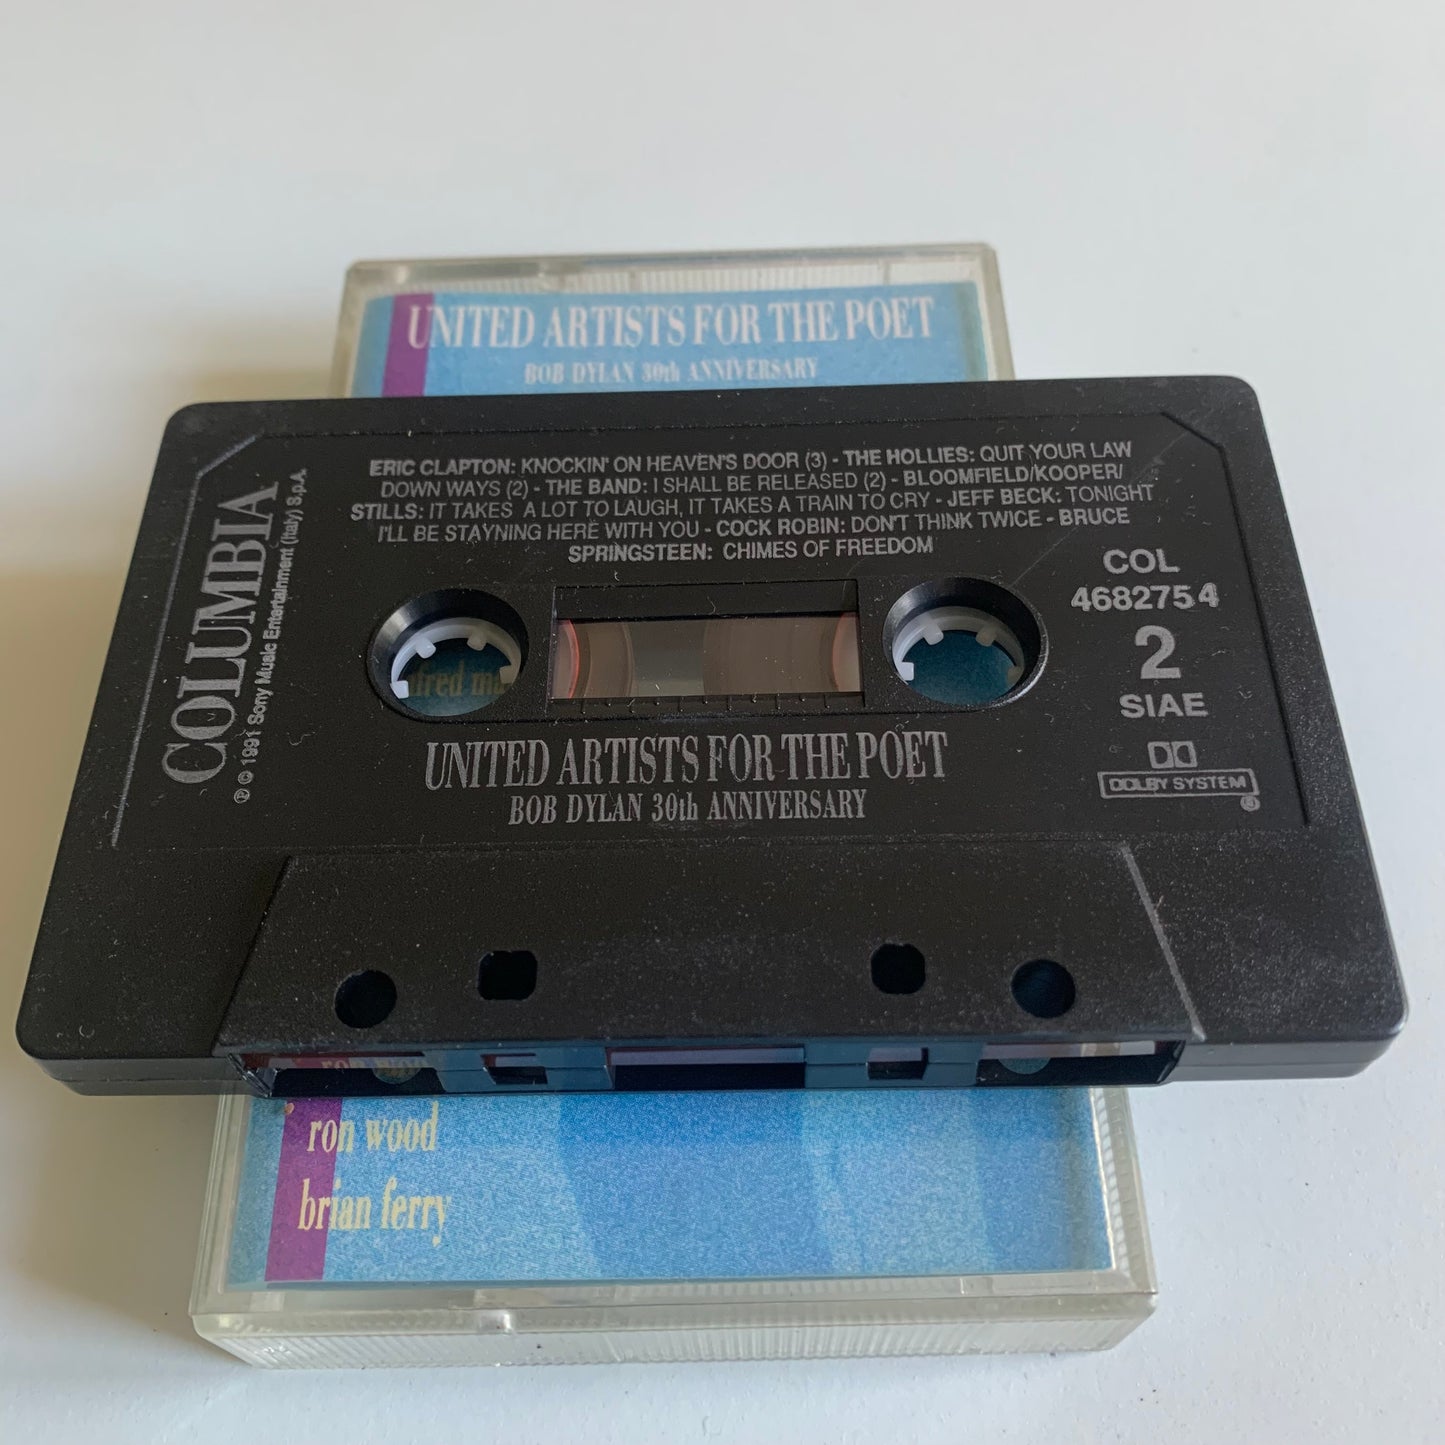 UNITED ARTISTS FOR THE POET
BOB DYLAN 30th ANNIVERSARY
ERIC CLAPTON: KNOCKIN' ON HEAVEN'S DOOR (3) - THE HOLLIES: QUIT YOUR LAW
DOWN WAYS (2) - THE BAND: I SHALL BE RELEASED (2) - BLOOMFIELD/KOOPER/
STILLS: IT TAKES A LOT TO LAUGH, IT TAKES A TRAIN TO CRY - JEFF BECK: TONIGHT
I'LL BE STAYNING HERE WITH YOU - COCK ROBIN: DON'T THINK TWICE - BRUCE
SPRINGSTEEN: CHIMES OF FREEDOM
COLUMBIA
℗ © 1991 Sony Music Entertainment (Italy) S.p.A.
COL
468275 4
2
SIAE
DOLBY SYSTEM
®
UNITED ARTISTS FOR THE POET
BOB DYLAN 30th ANNIVERSARY
ron wood
brian ferry